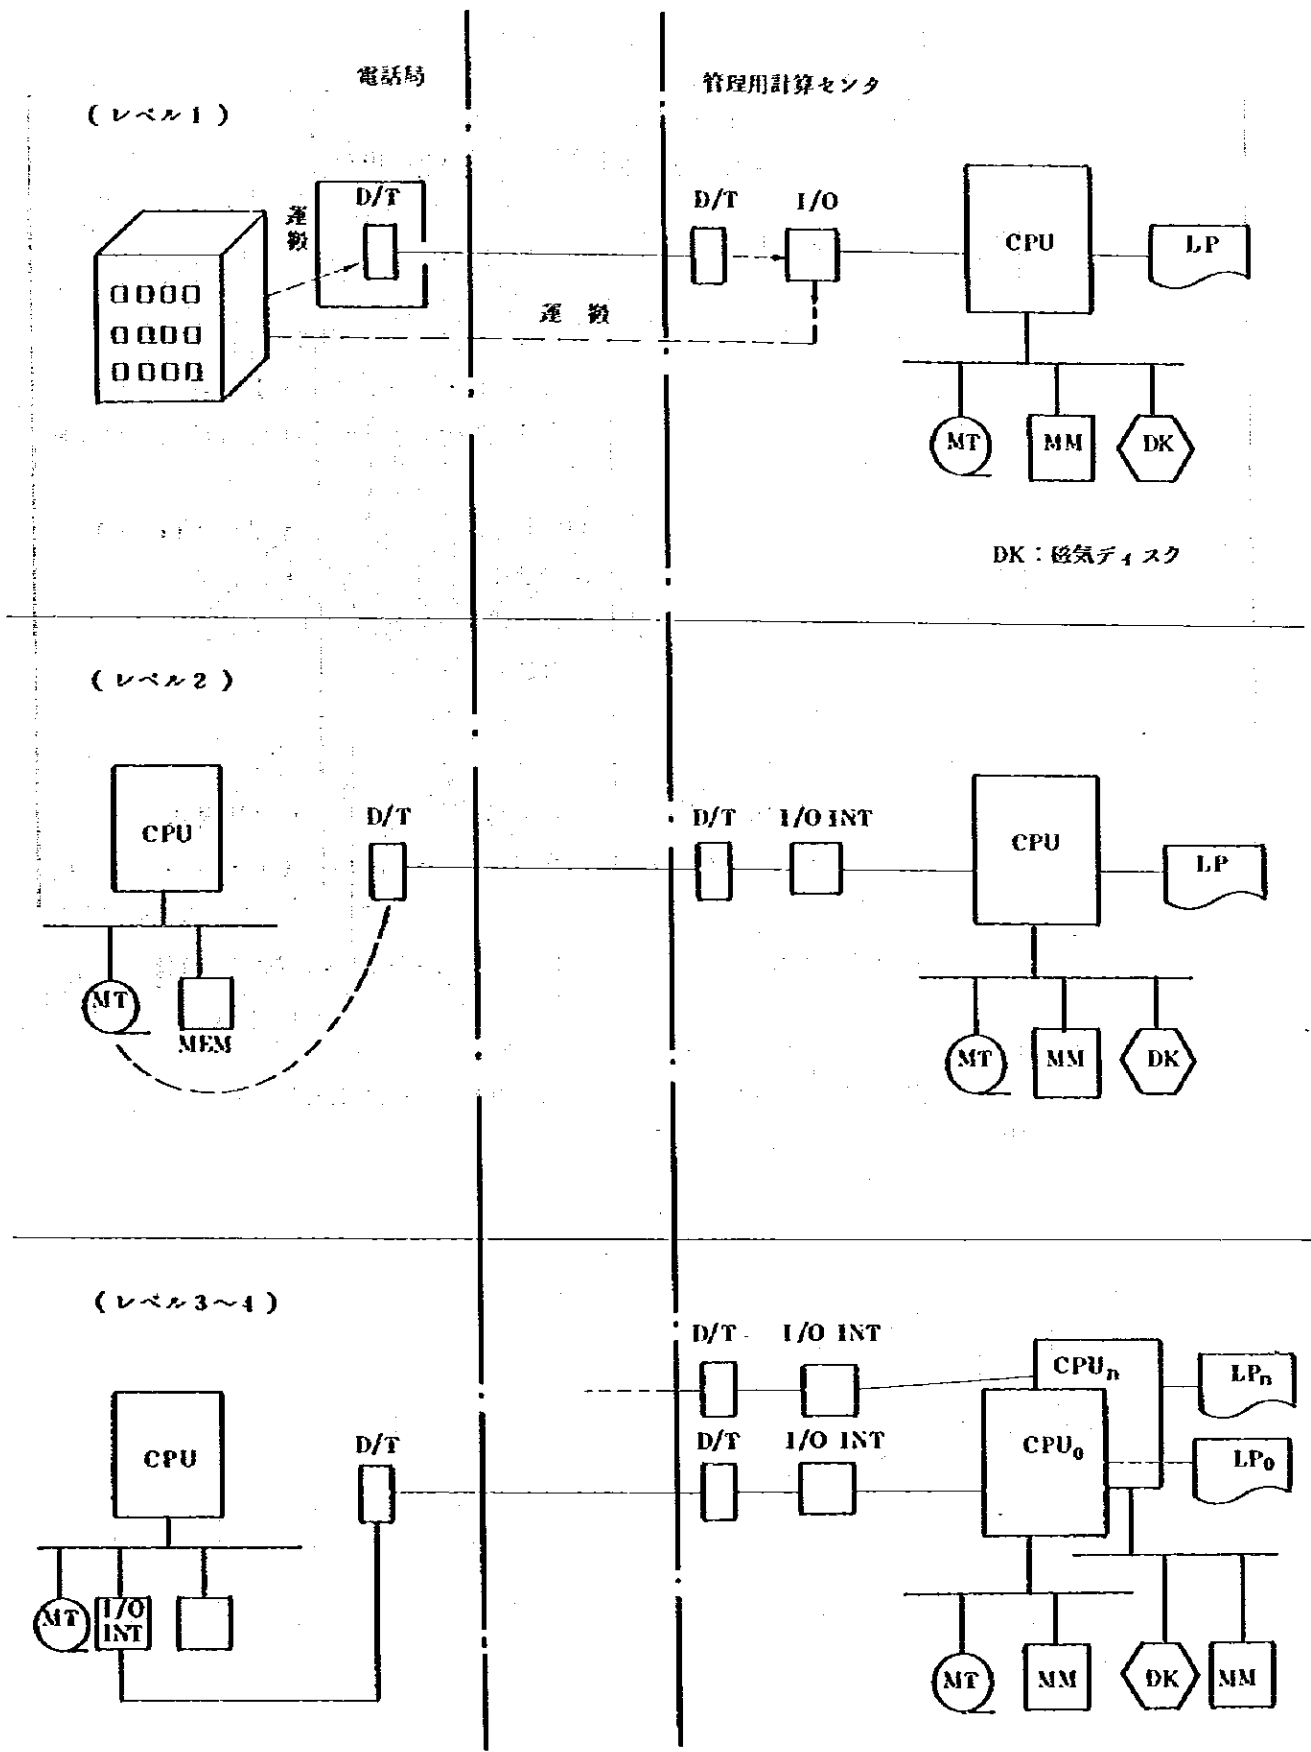 電話局
管理用計算センタ
(レベル1)
運搬
D/T
D/T
I/O
CPU
LP
運搬
MT
MM
DK
DK:磁気ディスク
(レベル2)
CPU
D/T
D/T
I/O INT
CPU
LP
MT
MEM
MT
MM
DK
(レベル3~4)
D/T
I/O INT
CPUn
LPn
CPU
D/T
D/T
I/O INT
CPU0
LP0
MT
I/O
INT
MT
MM
DK
MM